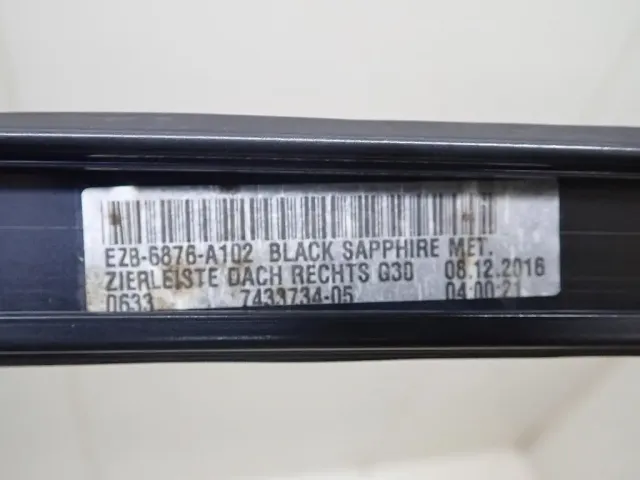 EZB-6876-A102 BLACK SAPPHIRE MET.
ZIERLEISTE DACH RECHTS G30 08.12.2016
0633 7433734-05 04:00:21